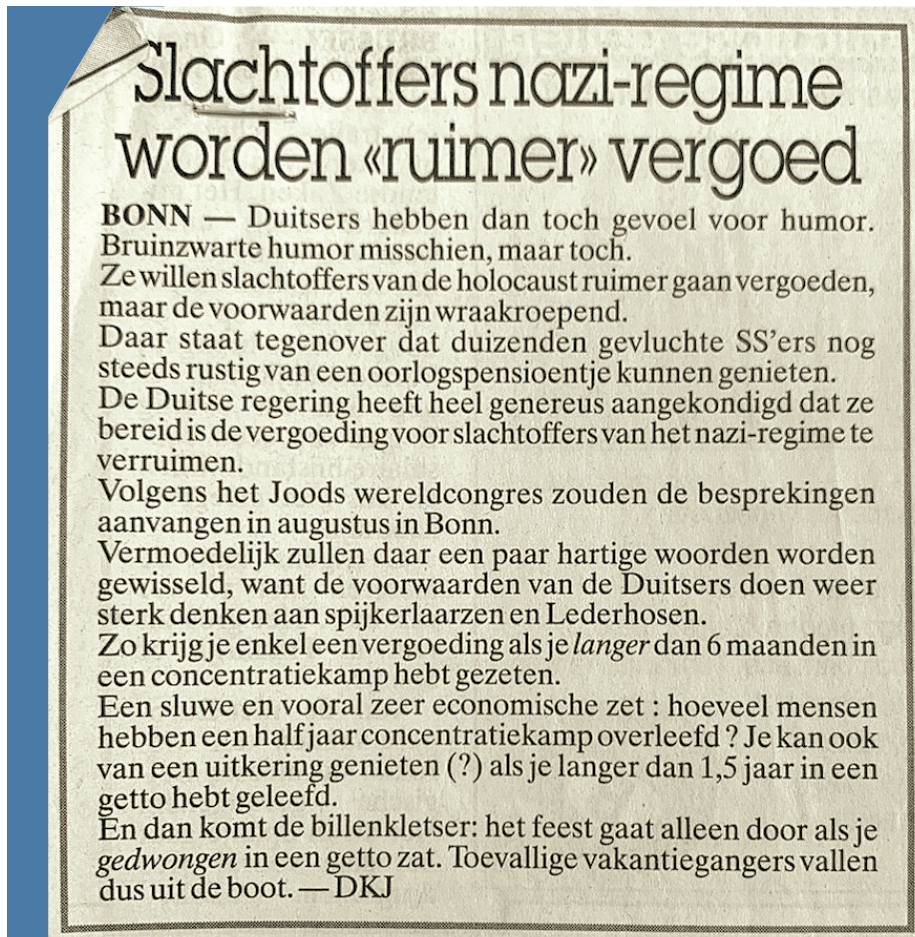 Slachtoffers nazi-regime
worden «ruimer» vergoed
BONN — Duitsers hebben dan toch gevoel voor humor.
Bruinzwarte humor misschien, maar toch.
Ze willen slachtoffers van de holocaust ruimer gaan vergoeden,
maar de voorwaarden zijn wraakroepend.
Daar staat tegenover dat duizenden gevluchte SS'ers nog
steeds rustig van een oorlogspensioentje kunnen genieten.
De Duitse regering heeft heel genereus aangekondigd dat ze
bereid is de vergoeding voor slachtoffers van het nazi-regime te
verruimen.
Volgens het Joods wereldcongres zouden de besprekingen
aanvangen in augustus in Bonn.
Vermoedelijk zullen daar een paar hartige woorden worden
gewisseld, want de voorwaarden van de Duitsers doen weer
sterk denken aan spijkerlaarzen en Lederhosen.
Zo krijg je enkel een vergoeding als je langer dan 6 maanden in
een concentratiekamp hebt gezeten.
Een sluwe en vooral zeer economische zet : hoeveel mensen
hebben een half jaar concentratiekamp overleefd ? Je kan ook
van een uitkering genieten (?) als je langer dan 1,5 jaar in een
getto hebt geleefd.
En dan komt de billenkletser: het feest gaat alleen door als je
gedwongen in een getto zat. Toevallige vakantiegangers vallen
dus uit de boot. — DKJ